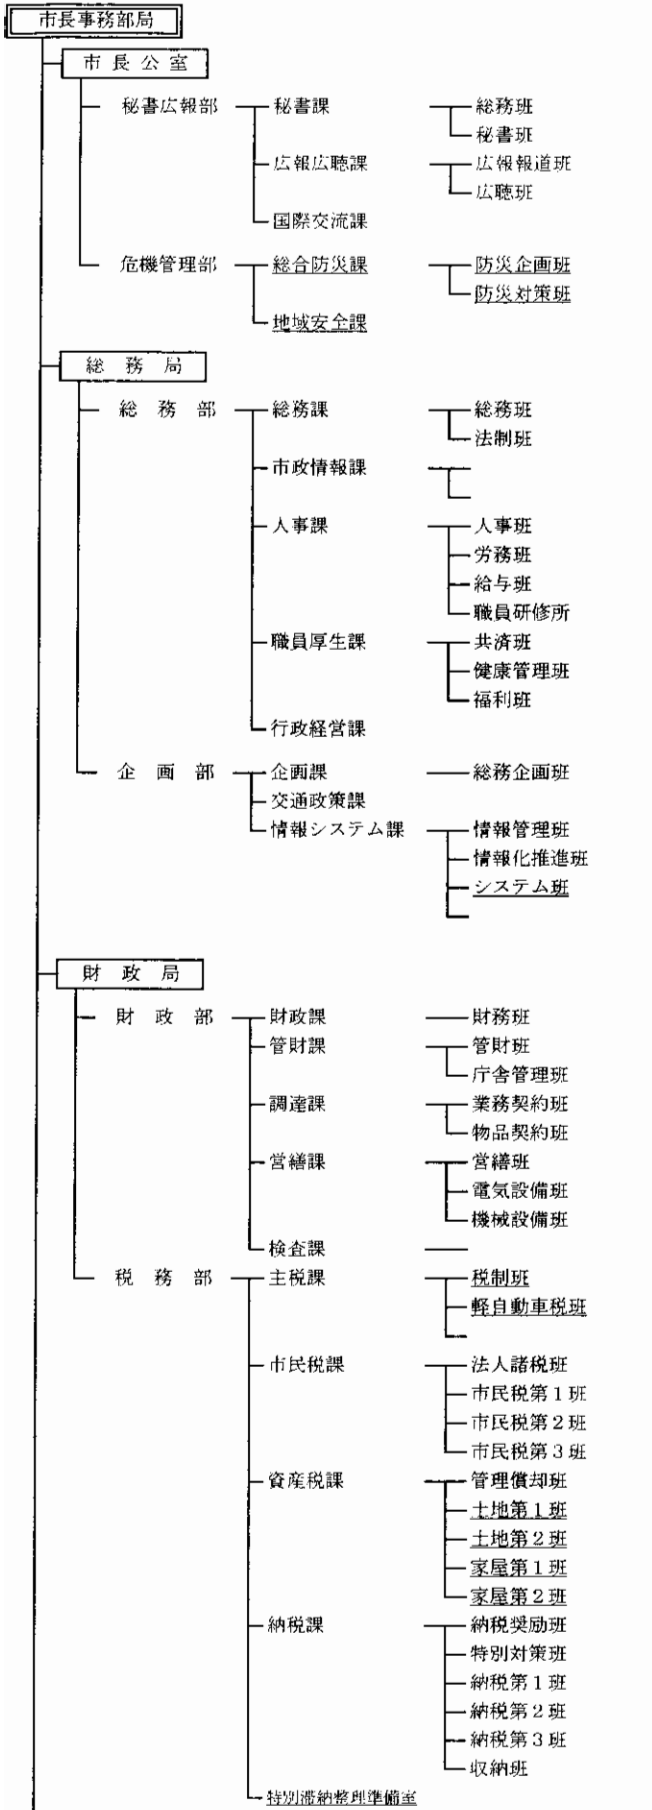 市長事務部局
市長公室
秘書広報部 秘書課 総務班
秘書班
広報広聴課 広報報道班
広聴班
国際交流課
危機管理部 総合防災課 防災企画班
防災対策班
地域安全課
総務局
総務部 総務課 総務班
法制班
市政情報課
人事課 人事班
労務班
給与班
職員研修所
職員厚生課 共済班
健康管理班
福利班
行政経営課
企画部 企画課 総務企画班
交通政策課
情報システム課 情報管理班
情報化推進班
システム班
財政局
財政部 財政課 財務班
管財課 管財班
庁舎管理班
調達課 業務契約班
物品契約班
営繕課 営繕班
電気設備班
機械設備班
検査課
税務部 主税課 税制班
軽自動車税班
市民税課 法人諸税班
市民税第1班
市民税第2班
市民税第3班
資産税課 管理償却班
土地第1班
土地第2班
家屋第1班
家屋第2班
納税課 納税奨励班
特別対策班
納税第1班
納税第2班
納税第3班
収納班
特別滞納整理準備室